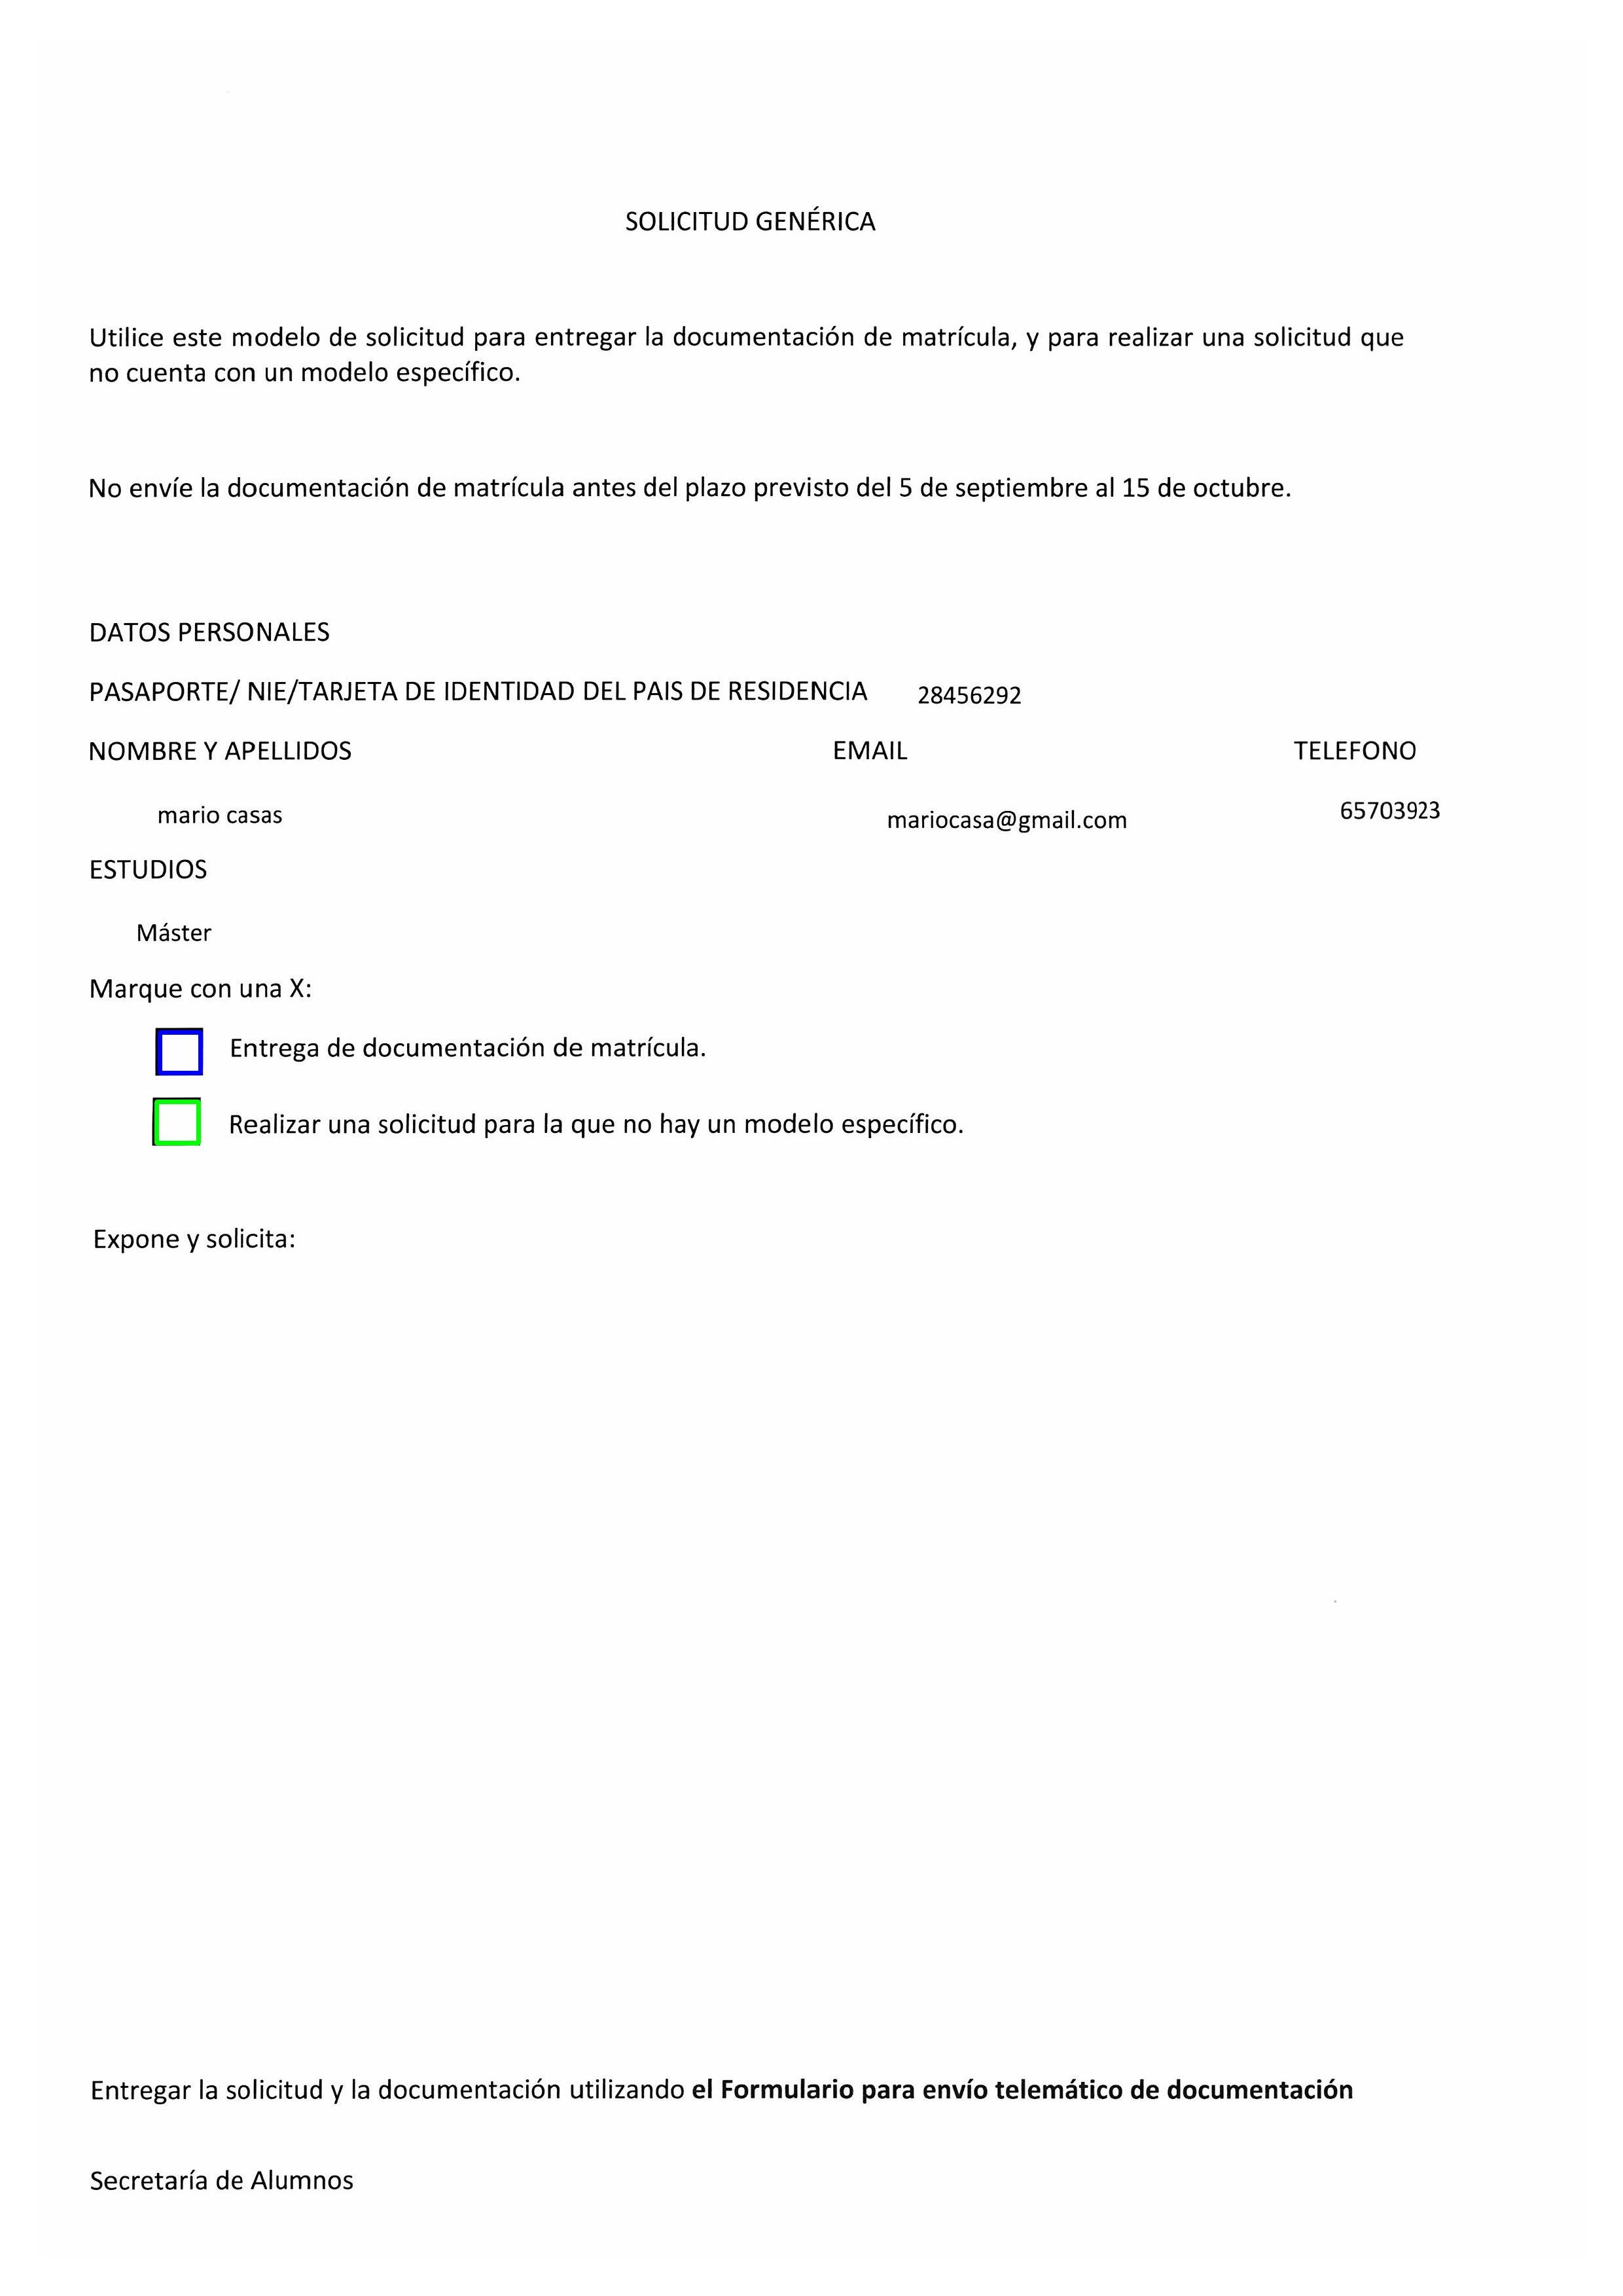 SOLICITUD GENÉRICA
Utilice este modelo de solicitud para entregar la documentación de matrícula, y para realizar una solicitud que
no cuenta con un modelo específico.
No envíe la documentación de matrícula antes del plazo previsto del 5 de septiembre al 15 de octubre.
DATOS PERSONALES
PASAPORTE/ NIE/TARJETA DE IDENTIDAD DEL PAIS DE RESIDENCIA 28456292
NOMBRE Y APELLIDOS EMAIL TELEFONO
mario casas mariocasa@gmail.com 65703923
ESTUDIOS
Máster
Marque con una X:
Entrega de documentación de matrícula.
Realizar una solicitud para la que no hay un modelo específico.
Expone y solicita:
Entregar la solicitud y la documentación utilizando el Formulario para envío telemático de documentación
Secretaría de Alumnos